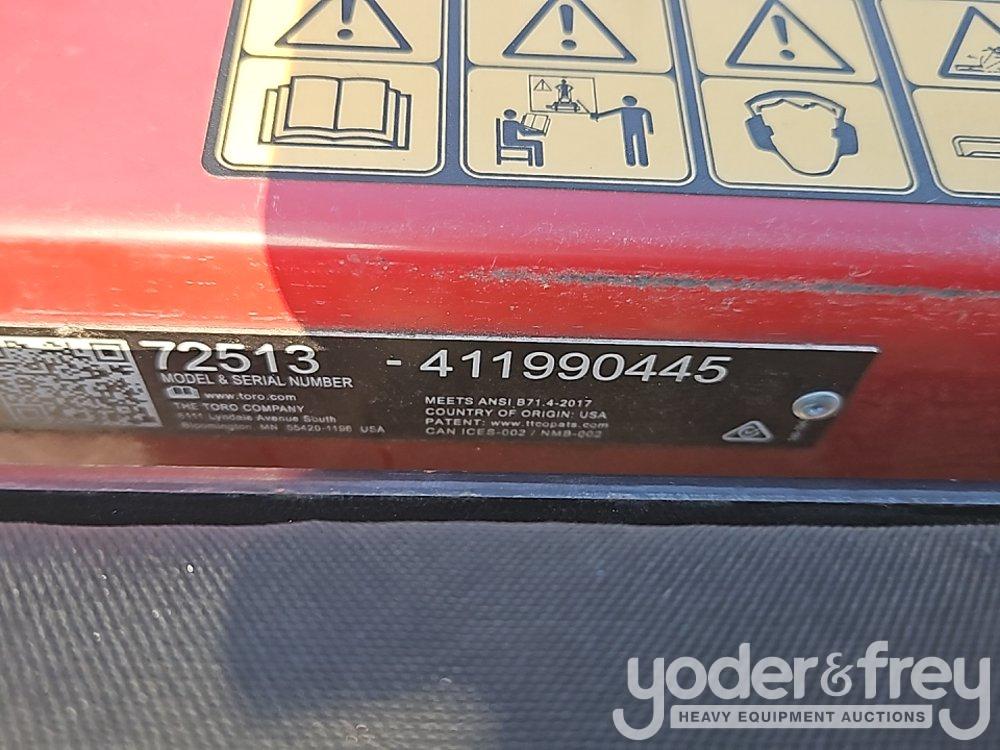 72513 - 411990445
MODEL & SERIAL NUMBER
www.toro.com
THE TORO COMPANY
8111 Lyndale Avenue South
Bloomington, MN 55420-1196 USA
MEETS ANSI B71.4-2017
COUNTRY OF ORIGIN: USA
PATENT: www.ttcopats.com
CAN ICES-002 / NMB-002
yoder&frey
HEAVY EQUIPMENT AUCTIONS